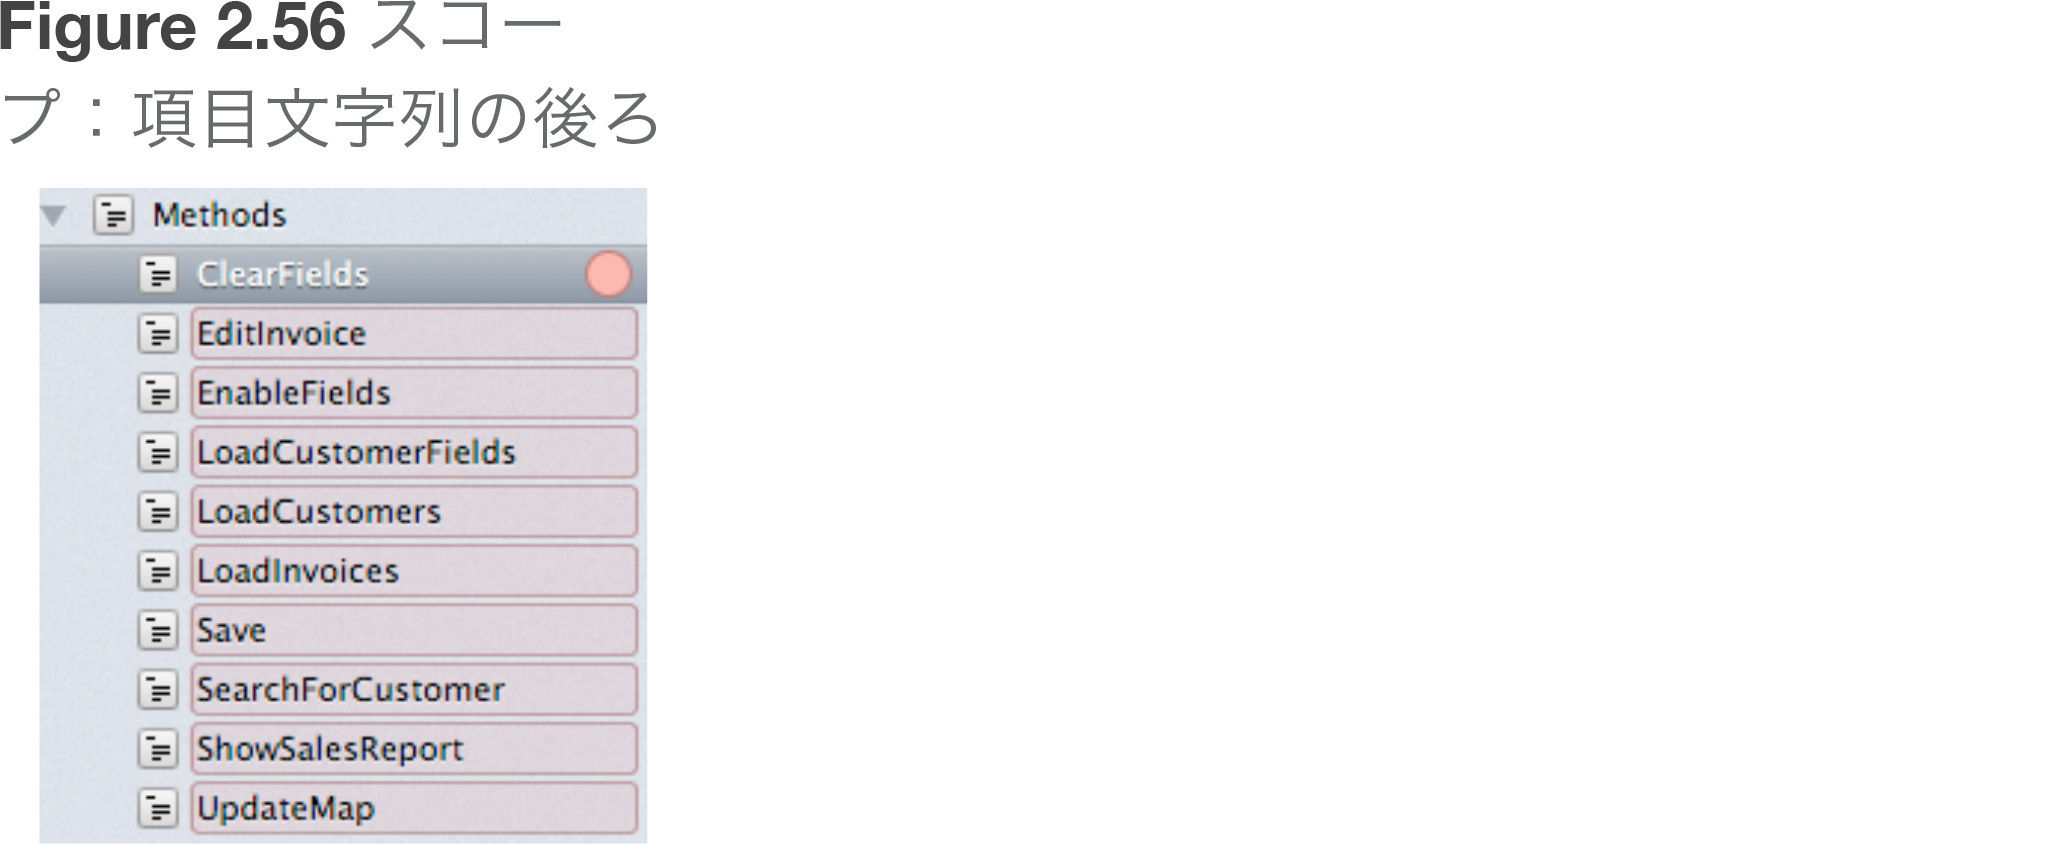 Figure 2.56 スコー
プ：項目文字列の後ろ
Methods
ClearFields
EditInvoice
EnableFields
LoadCustomerFields
LoadCustomers
LoadInvoices
Save
SearchForCustomer
ShowSalesReport
UpdateMap